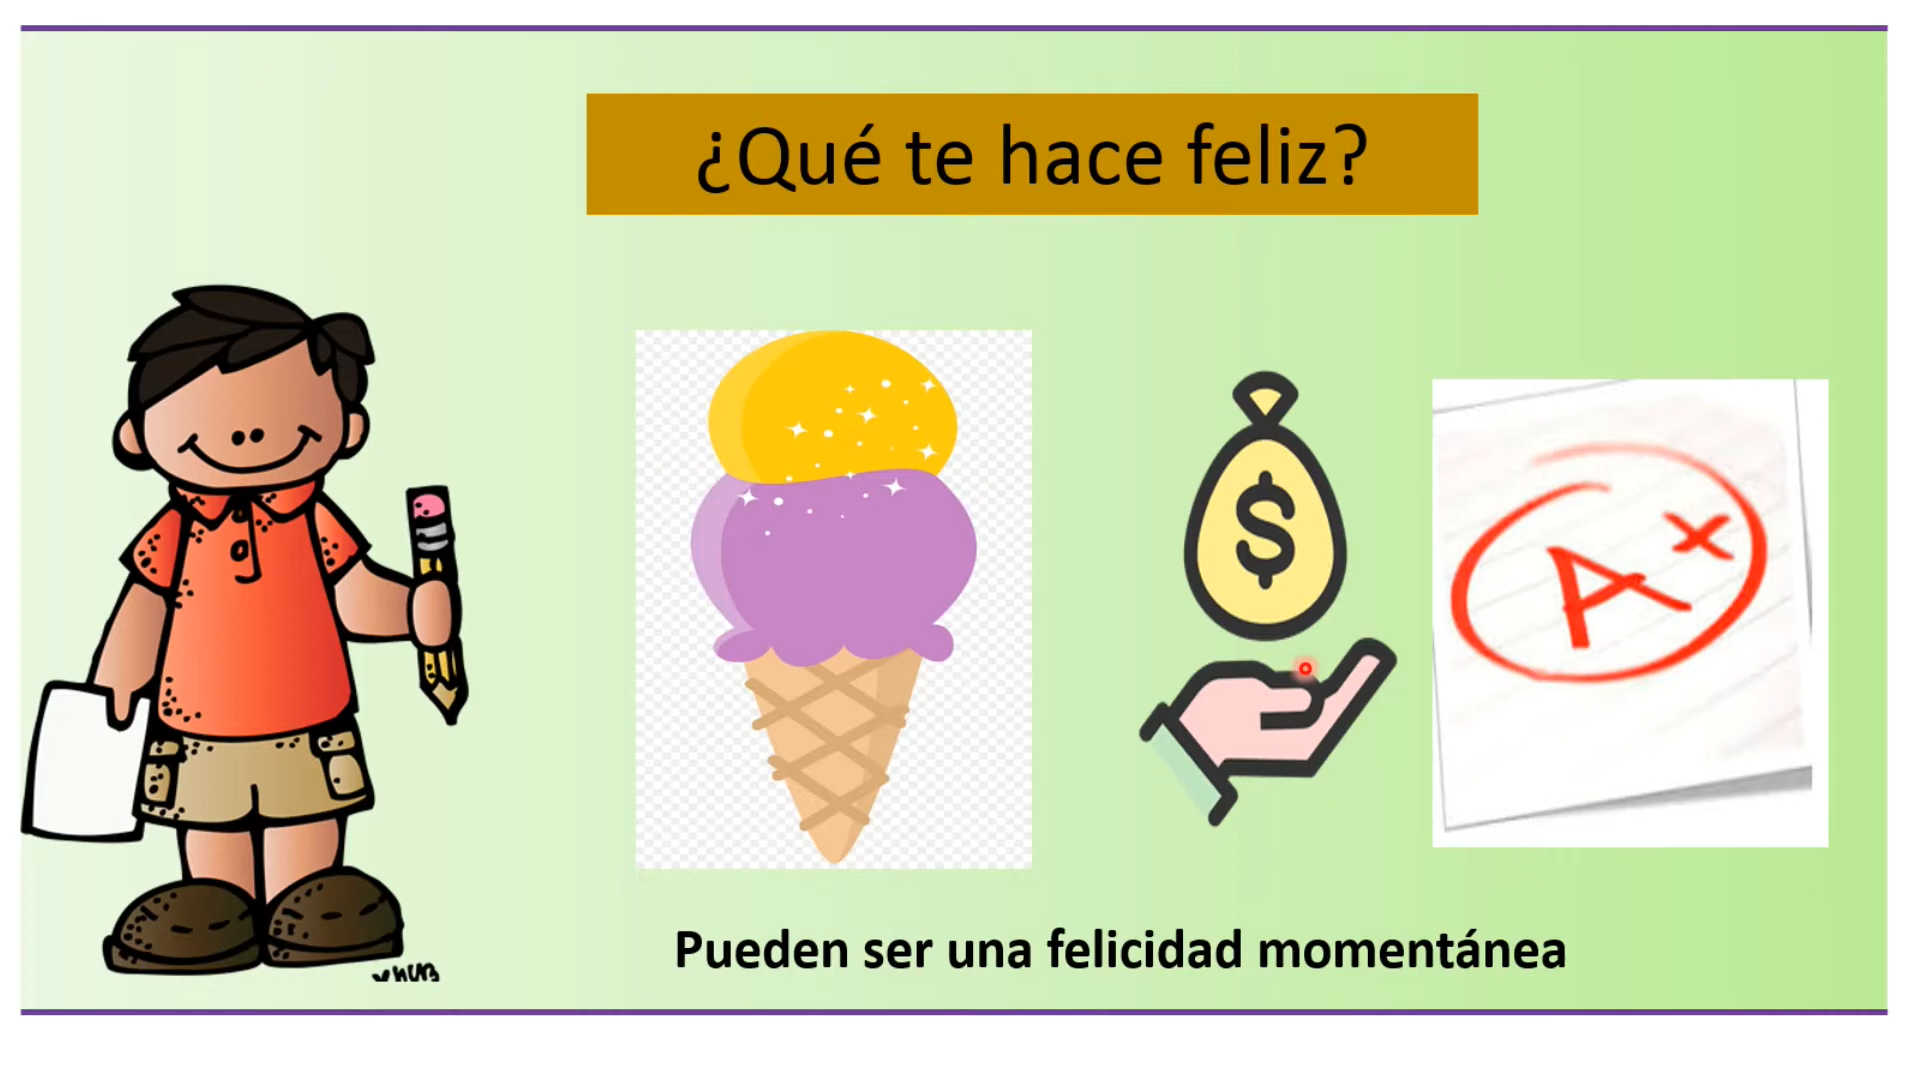 ¿Qué te hace feliz?
$
A+
Pueden ser una felicidad momentánea